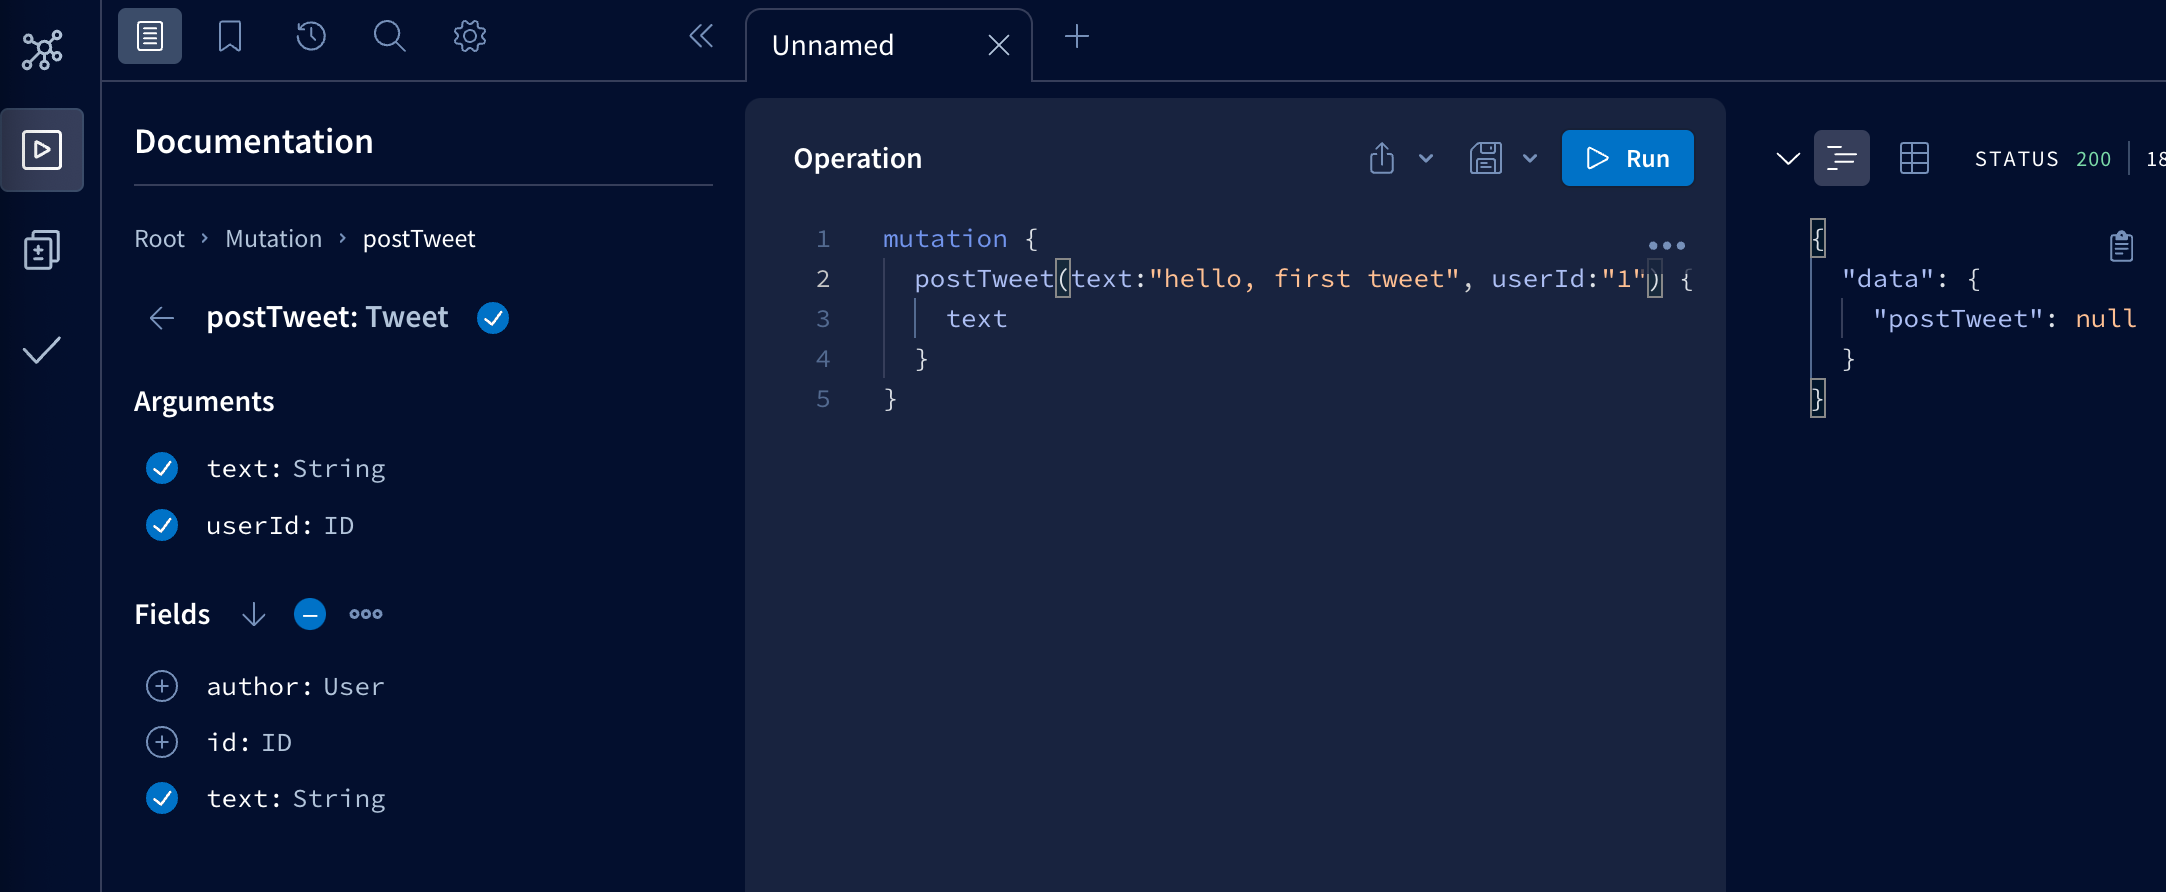 Unnamed
Documentation
Root › Mutation › postTweet
postTweet: Tweet
Arguments
text: String
userId: ID
Fields
author: User
id: ID
text: String
Operation
Run
1 mutation {
2 postTweet(text:"hello, first tweet", userId:"1") {
3 text
4 }
5 }
STATUS 200
{
"data": {
"postTweet": null
}
}